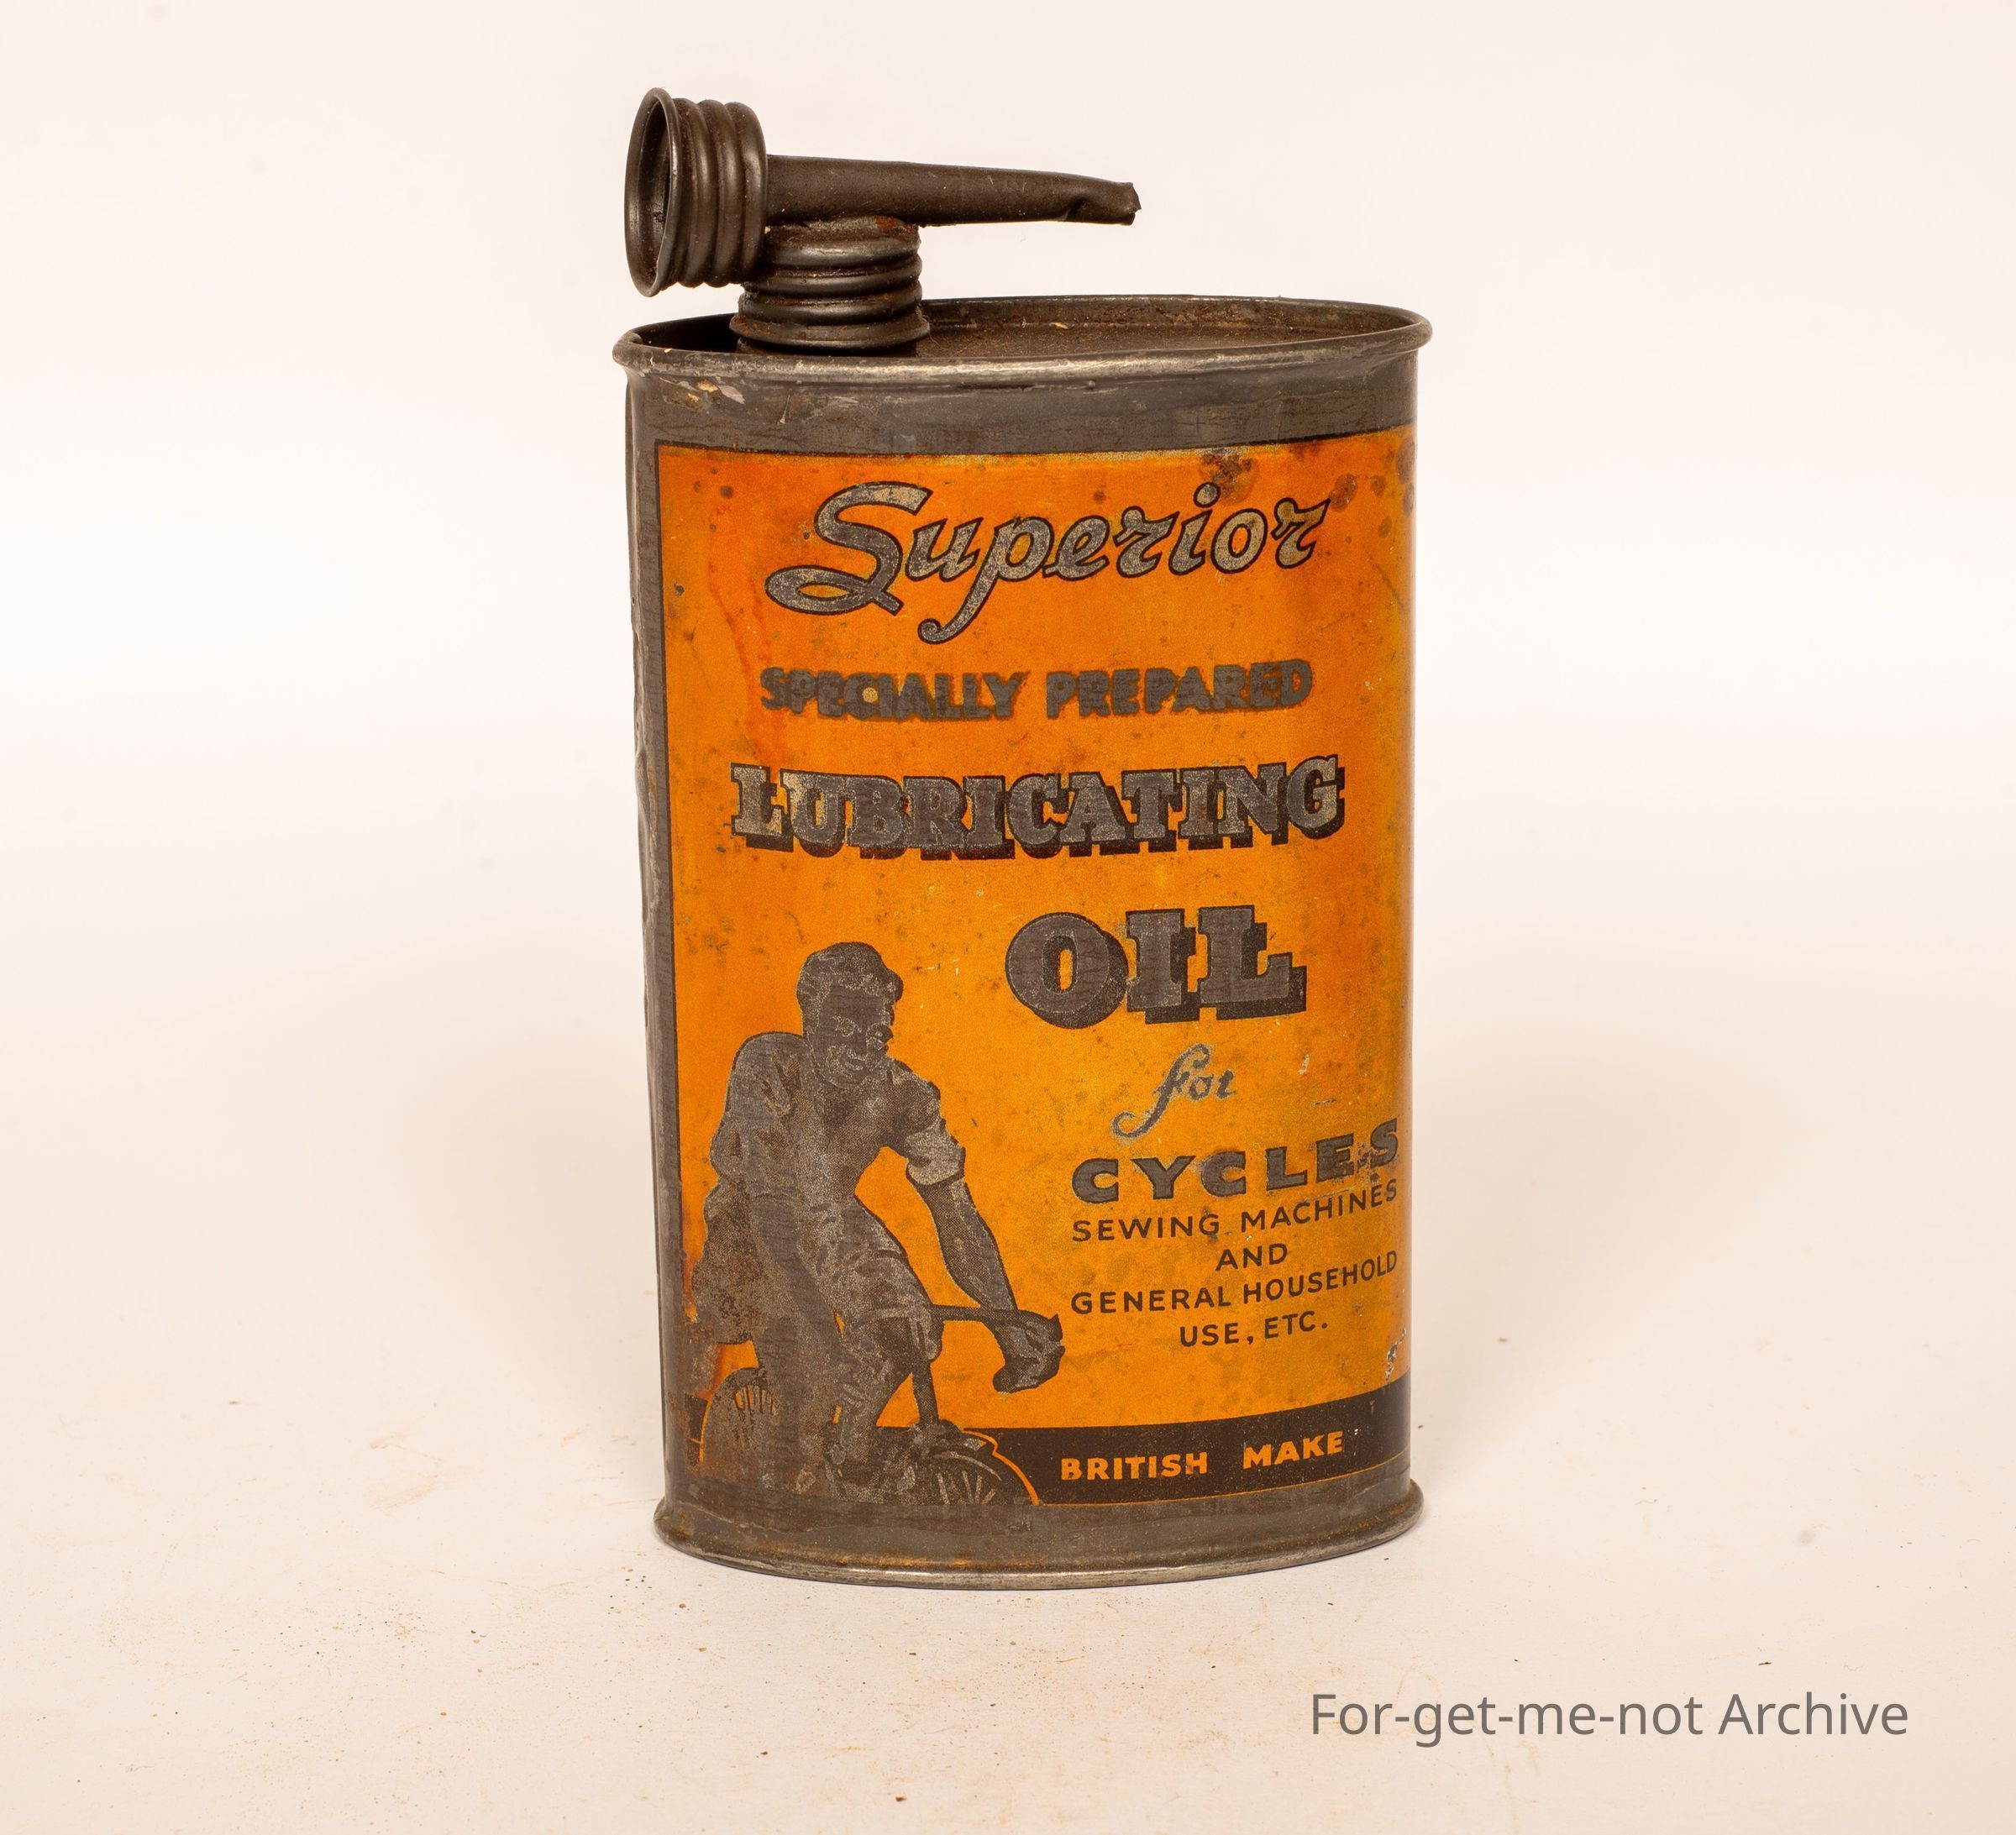 Superior
SPECIALLY PREPARED
LUBRICATING
OIL
for
CYCLES
SEWING MACHINES
AND
GENERAL HOUSEHOLD
USE, ETC.
BRITISH MAKE
For-get-me-not Archive